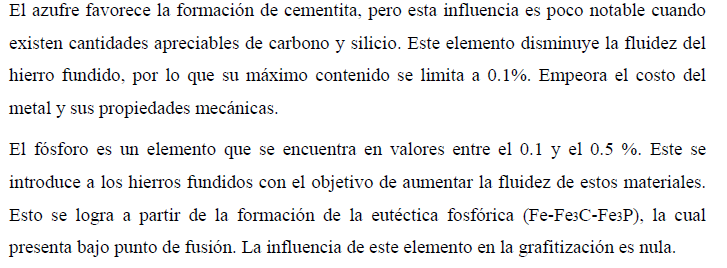 El azufre favorece la formación de cementita, pero esta influencia es poco notable cuando
existen cantidades apreciables de carbono y silicio. Este elemento disminuye la fluidez del
hierro fundido, por lo que su máximo contenido se limita a 0.1%. Empeora el costo del
metal y sus propiedades mecánicas.
El fósforo es un elemento que se encuentra en valores entre el 0.1 y el 0.5 %. Este se
introduce a los hierros fundidos con el objetivo de aumentar la fluidez de estos materiales.
Esto se logra a partir de la formación de la eutéctica fosfórica (Fe-Fe3C-Fe3P), la cual
presenta bajo punto de fusión. La influencia de este elemento en la grafitización es nula.